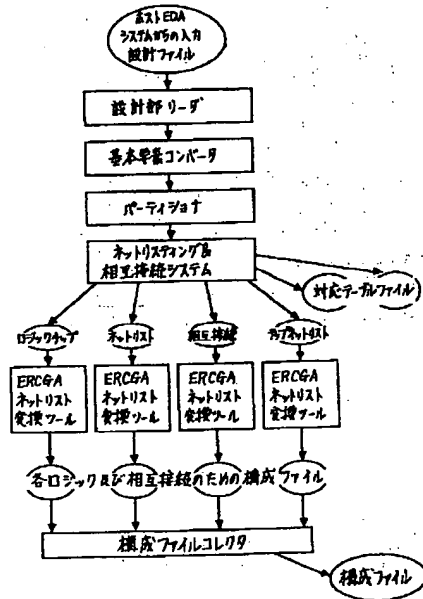 ホストEDA
システムからの入力
設計ファイル
設計部リーダ
基本要素コンバータ
パーティショナ
ネットリスティング&
相互接続システム
対応テーブルファイル
ロジックチップ
ネットリスト
相互接続
チップネットリスト
ERCGA
ネットリスト
変換ツール
ERCGA
ネットリスト
変換ツール
ERCGA
ネットリスト
変換ツール
ERCGA
ネットリスト
変換ツール
各ロジック及び相互接続のための構成ファイル
構成ファイルコレクタ
構成ファイル